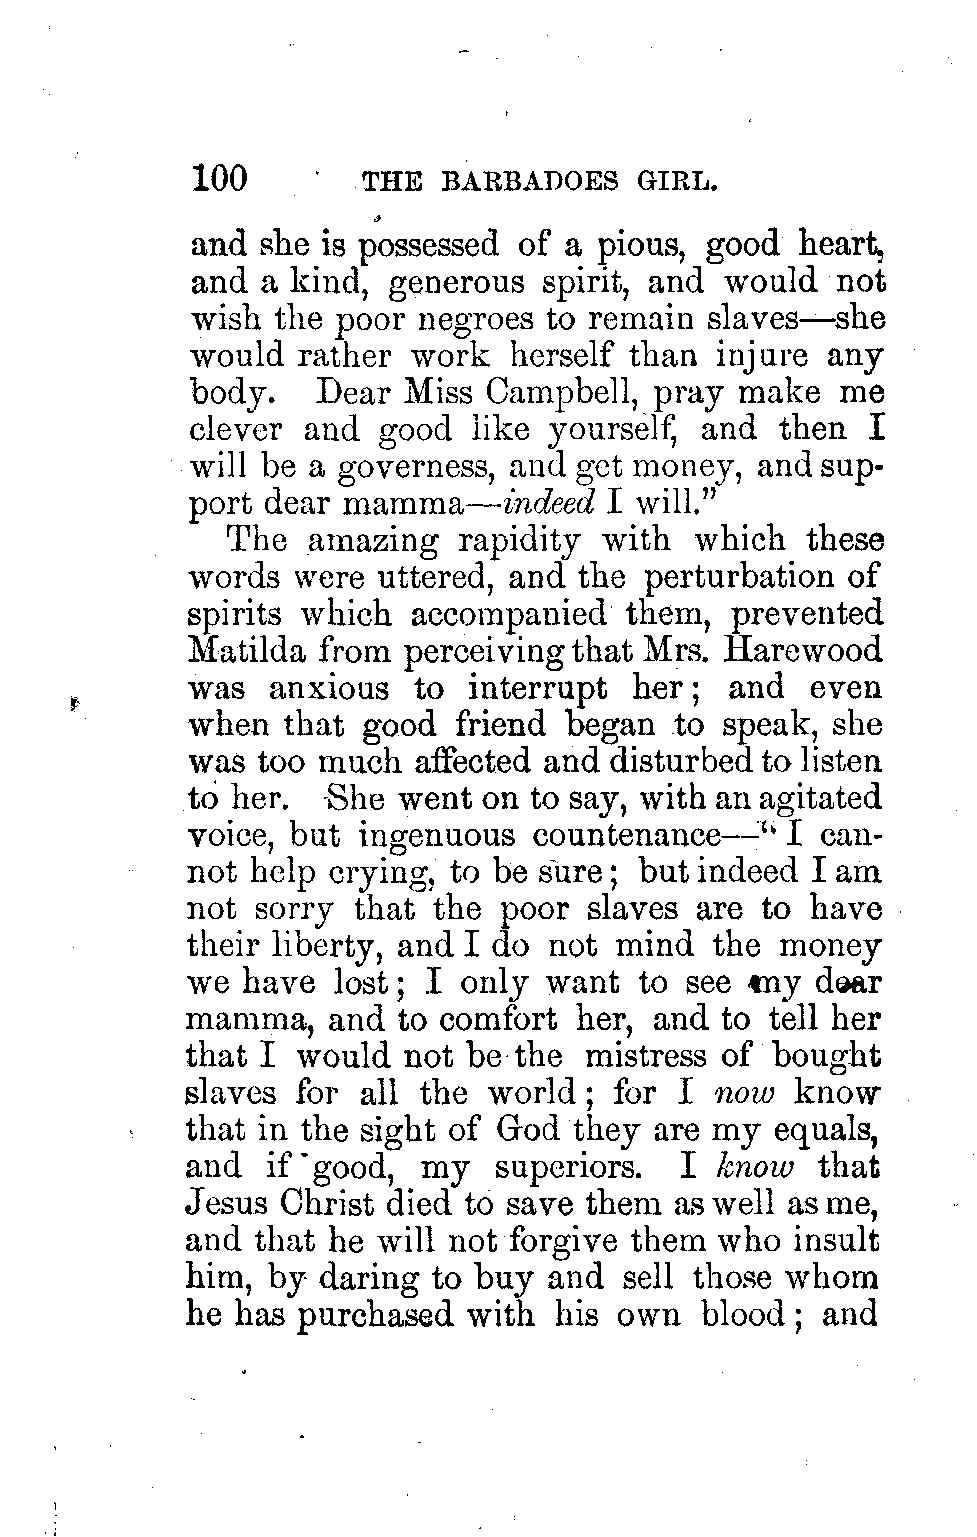 100 THE BARBADOES GIRL.
and she is possessed of a pious, good heart,
and a kind, generous spirit, and would not
wish the poor negroes to remain slaves—she
would rather work herself than injure any
body. Dear Miss Campbell, pray make me
clever and good like yourself, and then I
will be a governess, and get money, and sup-
port dear mamma—indeed I will."
The amazing rapidity with which these
words were uttered, and the perturbation of
spirits which accompanied them, prevented
Matilda from perceiving that Mrs. Harewood
was anxious to interrupt her; and even
when that good friend began to speak, she
was too much affected and disturbed to listen
to her. She went on to say, with an agitated
voice, but ingenuous countenance—"I can-
not help crying, to be sure; but indeed I am
not sorry that the poor slaves are to have
their liberty, and I do not mind the money
we have lost; I only want to see my dear
mamma, and to comfort her, and to tell her
that I would not be the mistress of bought
slaves for all the world; for I now know
that in the sight of God they are my equals,
and if good, my superiors. I know that
Jesus Christ died to save them as well as me,
and that he will not forgive them who insult
him, by daring to buy and sell those whom
he has purchased with his own blood; and